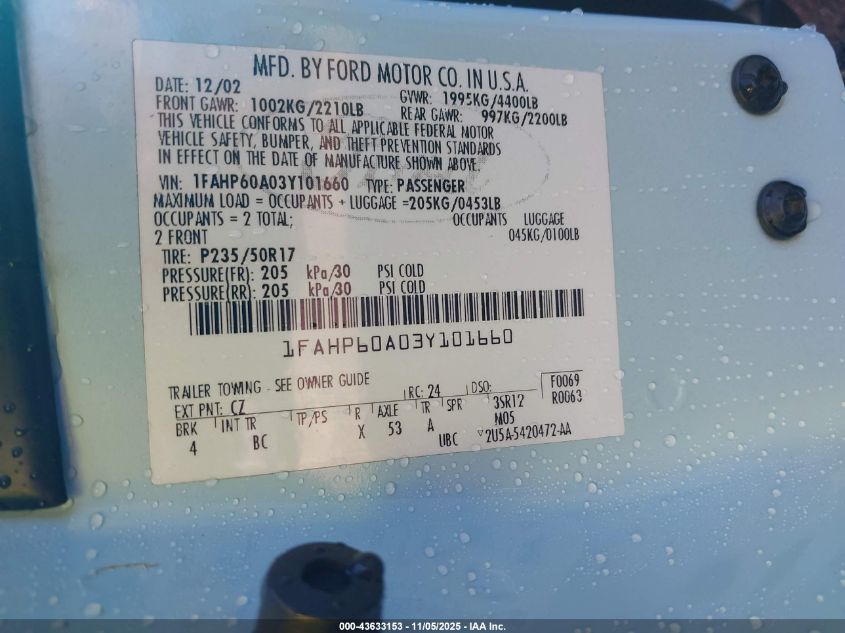 MFD. BY FORD MOTOR CO. IN U.S.A.
DATE: 12/02 GVWR: 1995KG/4400LB
FRONT GAWR: 1002KG/2210LB REAR GAWR: 997KG/2200LB
THIS VEHICLE CONFORMS TO ALL APPLICABLE FEDERAL MOTOR
VEHICLE SAFETY, BUMPER, AND THEFT PREVENTION STANDARDS
IN EFFECT ON THE DATE OF MANUFACTURE SHOWN ABOVE.
VIN: 1FAHP60A03Y101660 TYPE: PASSENGER
MAXIMUM LOAD = OCCUPANTS + LUGGAGE =205KG/0453LB
OCCUPANTS = 2 TOTAL; OCCUPANTS LUGGAGE
2 FRONT 045KG/0100LB
TIRE: P235/50R17
PRESSURE(FR): 205 kPa/30 PSI COLD
PRESSURE(RR): 205 kPa/30 PSI COLD
1FAHP60A03Y101660
TRAILER TOWING - SEE OWNER GUIDE
EXT PNT: CZ RC: 24 DSO: F0069
BRK INT TR TP/PS R AXLE TR SPR 3SR12 R0063
4 BC X 53 A M05
UBC 2U5A-5420472-AA
000-43633153 - 11/05/2025 - IAA Inc.